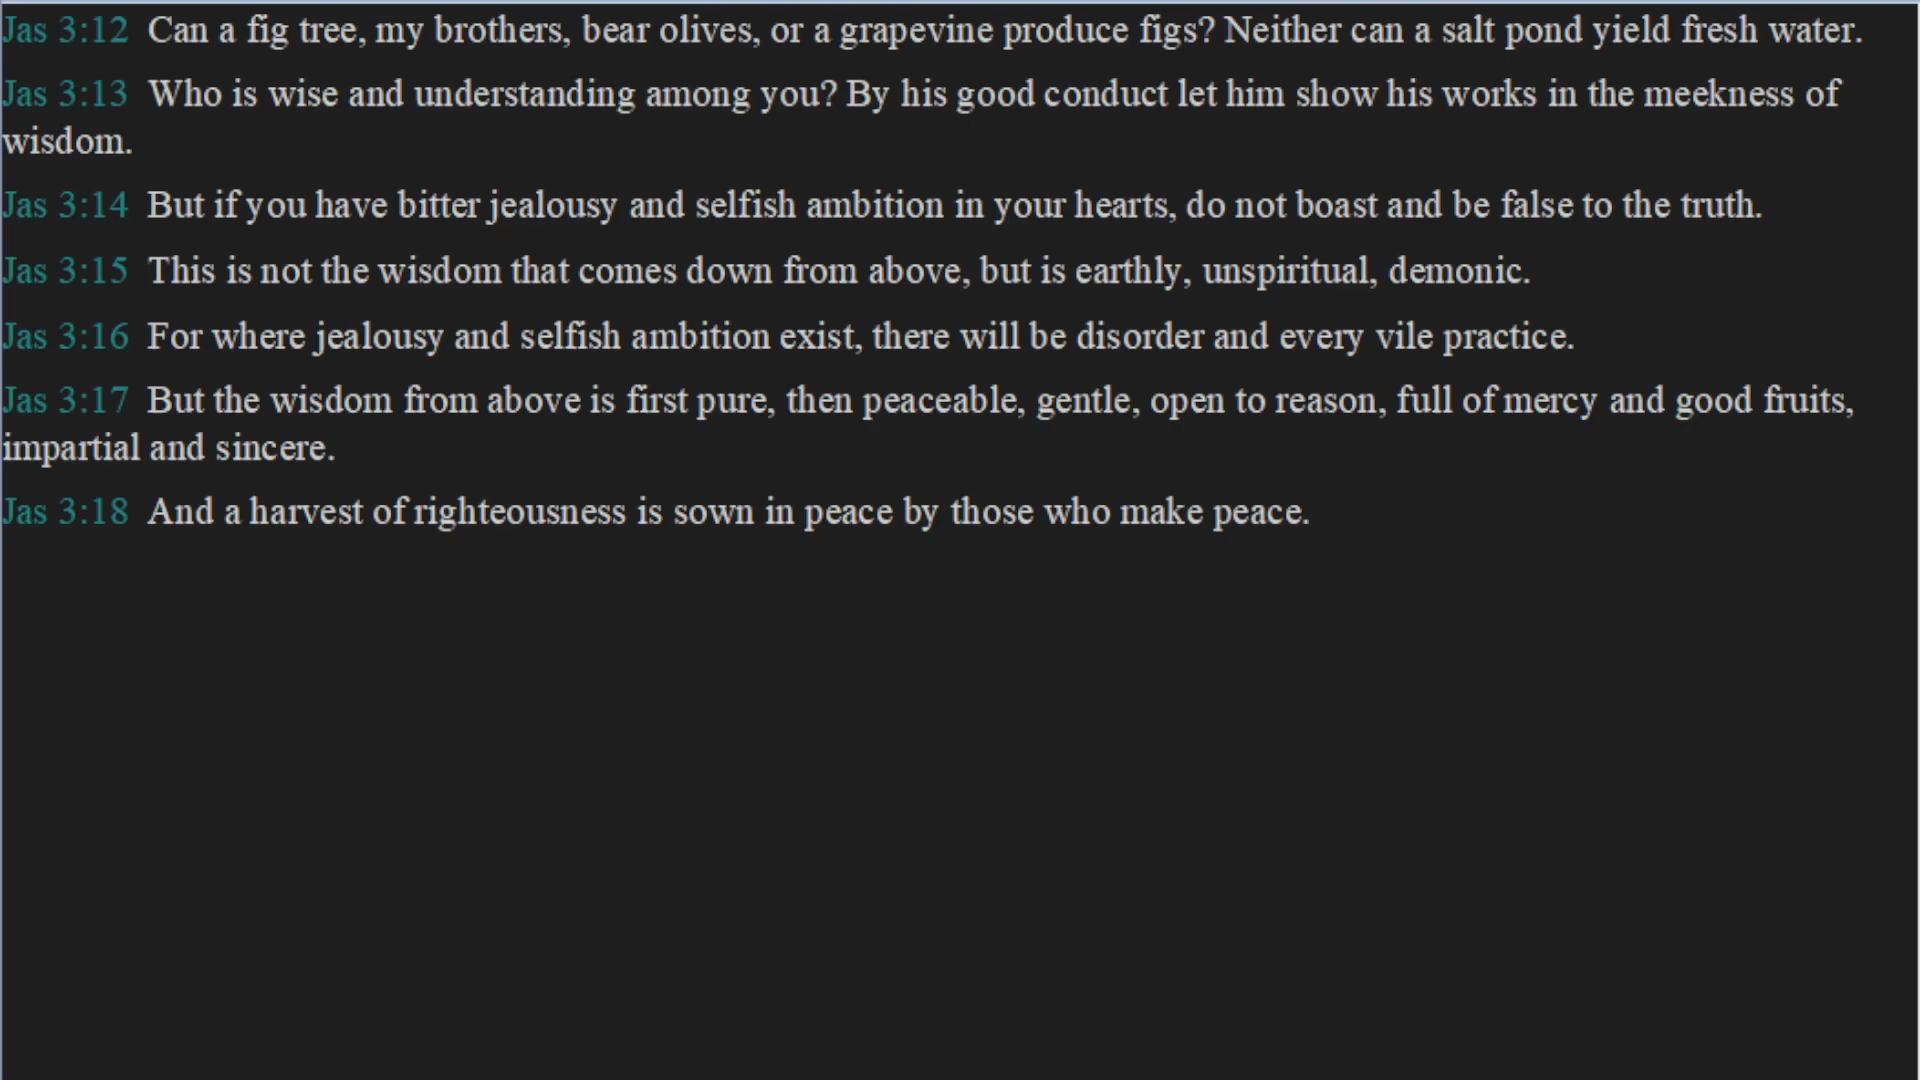 Jas 3:12 Can a fig tree, my brothers, bear olives, or a grapevine produce figs? Neither can a salt pond yield fresh water.
Jas 3:13 Who is wise and understanding among you? By his good conduct let him show his works in the meekness of
wisdom.
Jas 3:14 But if you have bitter jealousy and selfish ambition in your hearts, do not boast and be false to the truth.
Jas 3:15 This is not the wisdom that comes down from above, but is earthly, unspiritual, demonic.
Jas 3:16 For where jealousy and selfish ambition exist, there will be disorder and every vile practice.
Jas 3:17 But the wisdom from above is first pure, then peaceable, gentle, open to reason, full of mercy and good fruits,
impartial and sincere.
Jas 3:18 And a harvest of righteousness is sown in peace by those who make peace.